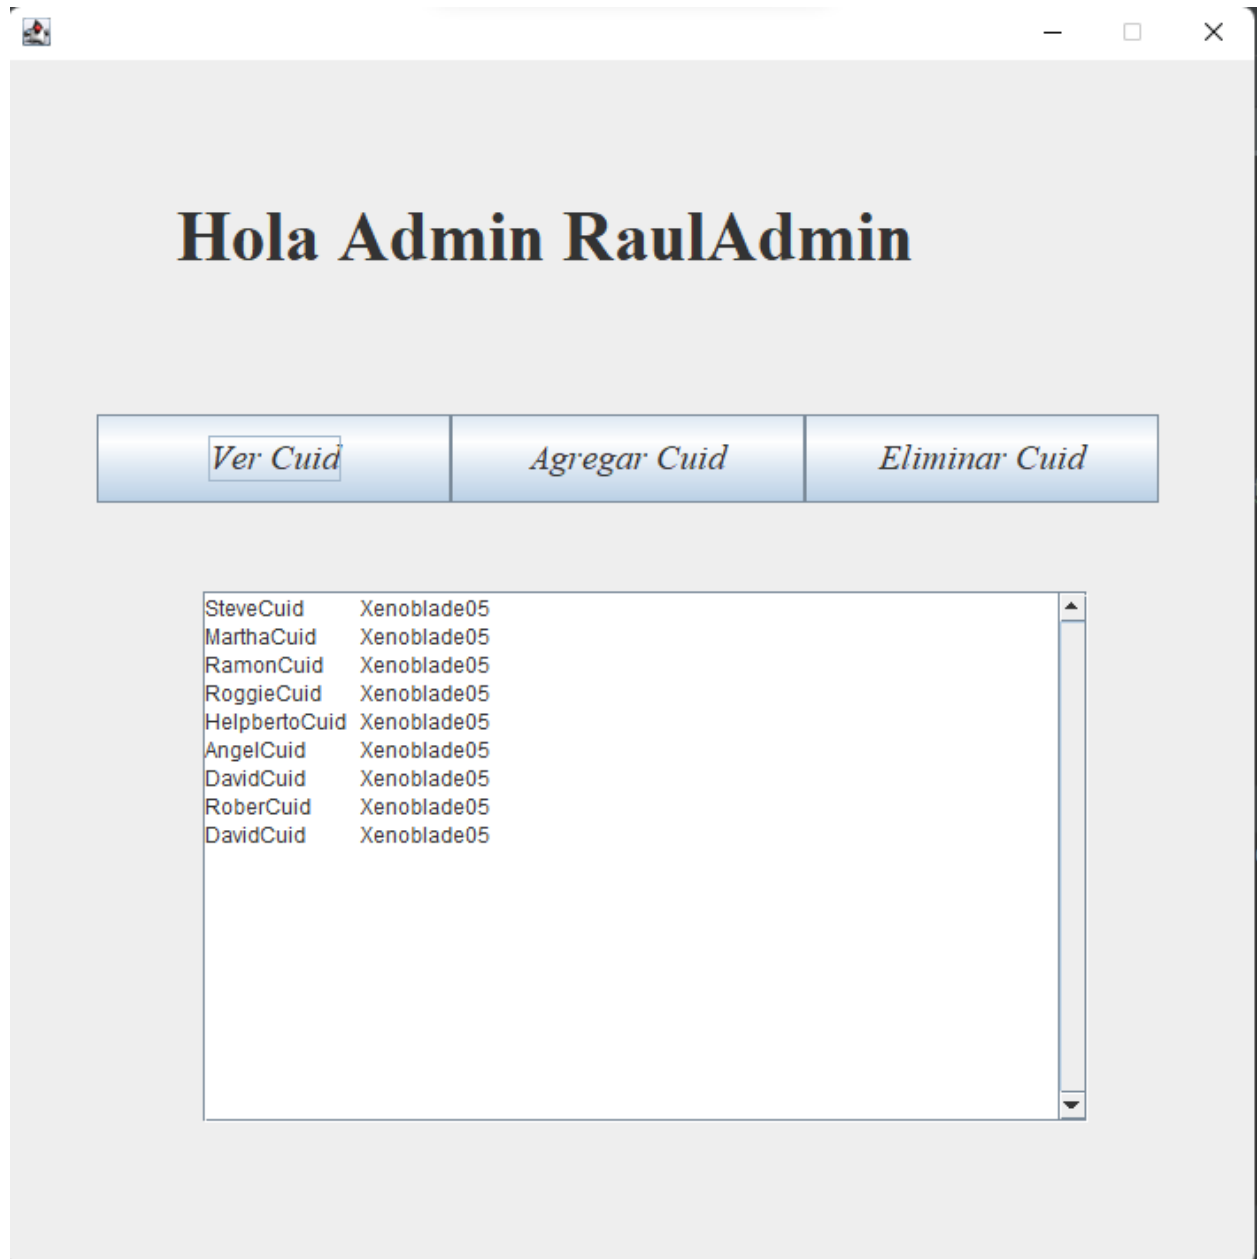 Hola Admin RaulAdmin
Ver Cuid Agregar Cuid Eliminar Cuid
SteveCuid Xenoblade05
MarthaCuid Xenoblade05
RamonCuid Xenoblade05
RoggieCuid Xenoblade05
HelpbertoCuid Xenoblade05
AngelCuid Xenoblade05
DavidCuid Xenoblade05
RoberCuid Xenoblade05
DavidCuid Xenoblade05